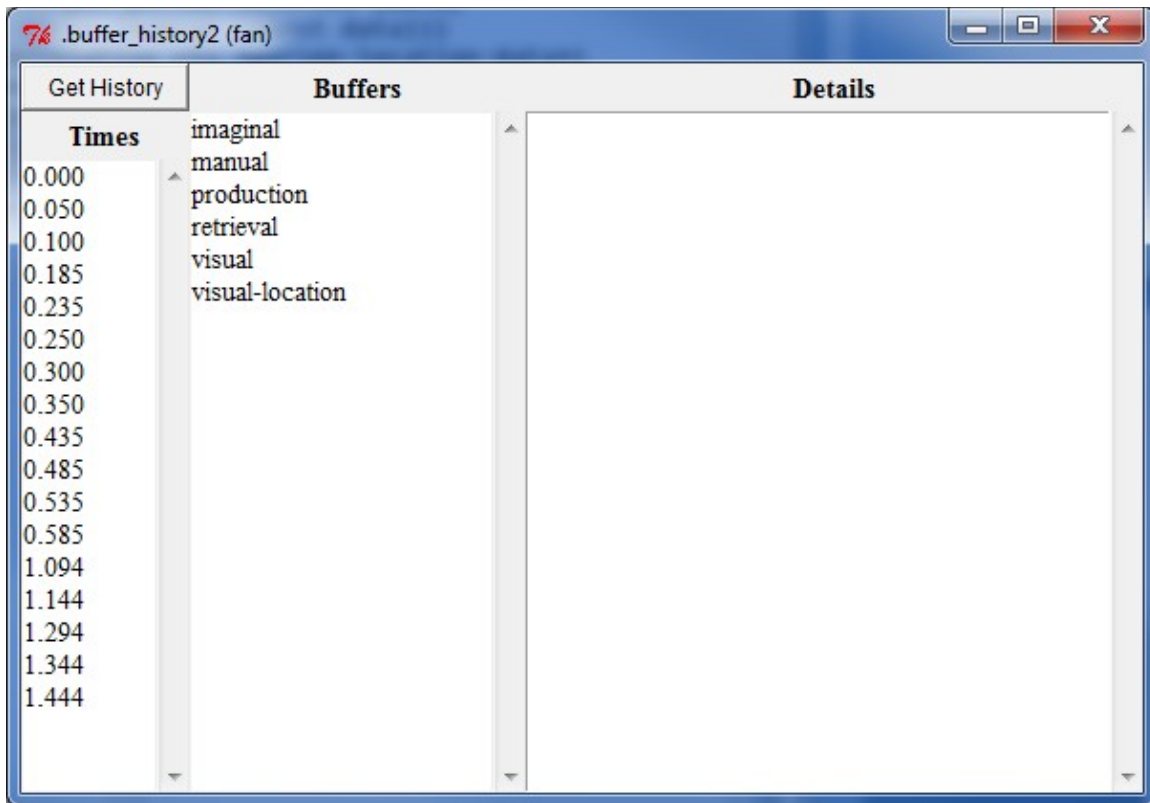 .buffer_history2 (fan)
Get History
Buffers
Details
Times
0.000
0.050
0.100
0.185
0.235
0.250
0.300
0.350
0.435
0.485
0.535
0.585
1.094
1.144
1.294
1.344
1.444
imaginal
manual
production
retrieval
visual
visual-location